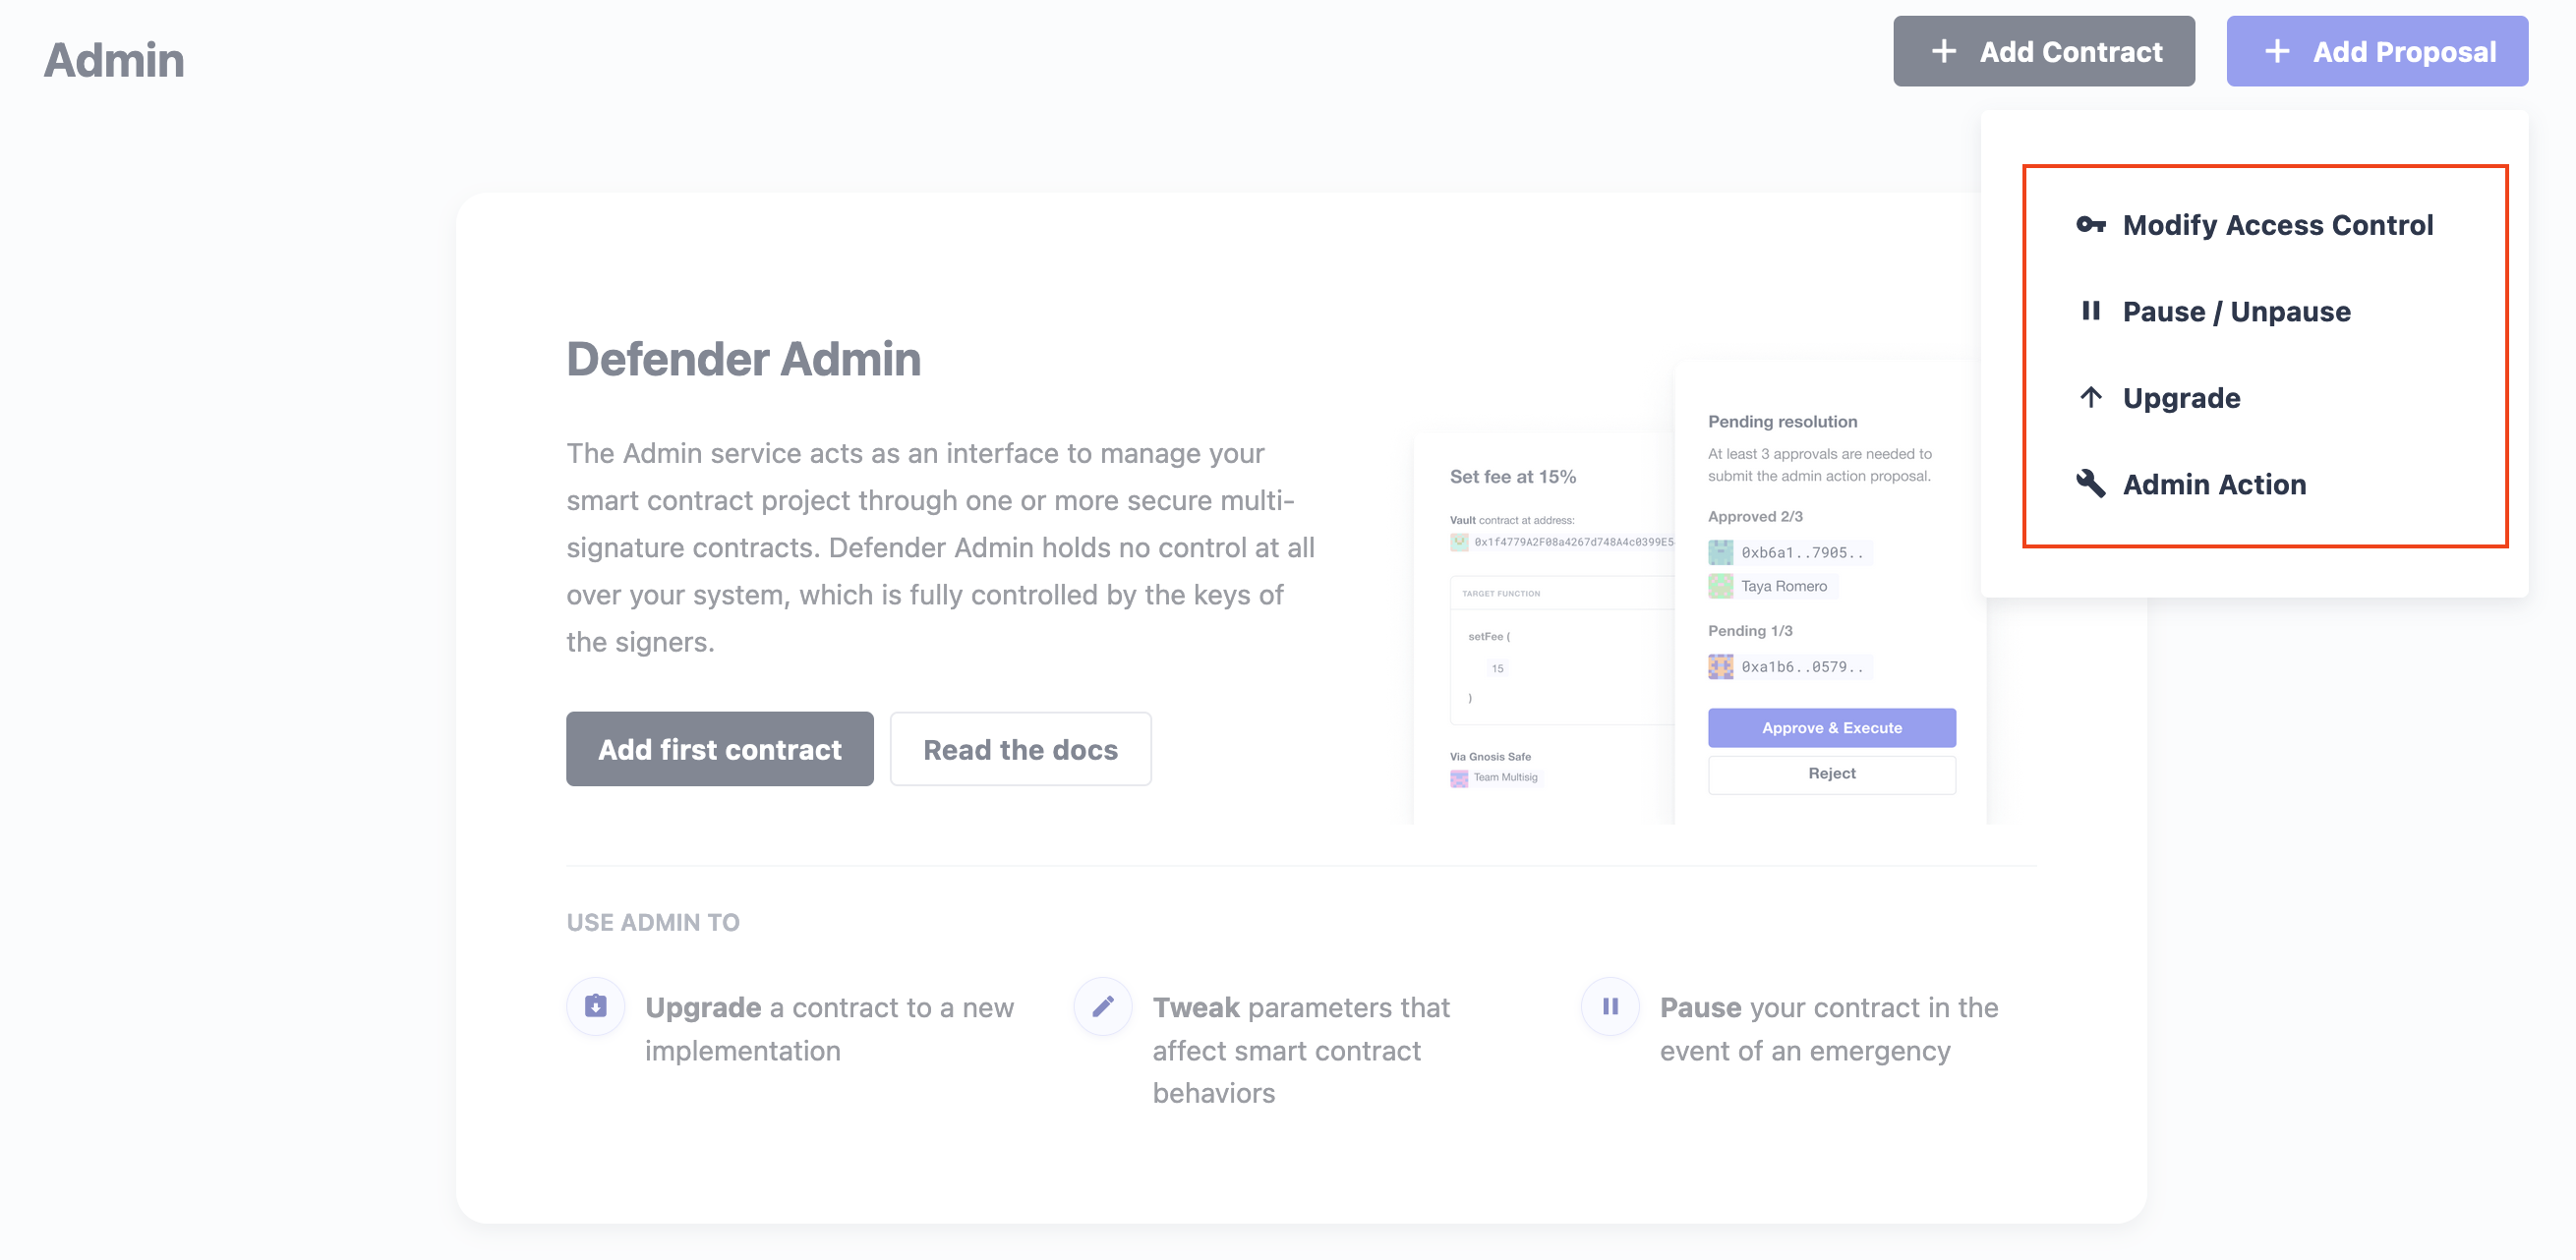 Admin
+ Add Contract
+ Add Proposal
Modify Access Control
Pause / Unpause
Upgrade
Admin Action
Defender Admin
The Admin service acts as an interface to manage your
smart contract project through one or more secure multi-
signature contracts. Defender Admin holds no control at all
over your system, which is fully controlled by the keys of
the signers.
Add first contract
Read the docs
Set fee at 15%
Vault contract at address:
0x1f4779A2F08a4267d748A4c0399E5
TARGET FUNCTION
setFee (
15
)
Via Gnosis Safe
Team Multisig
Pending resolution
At least 3 approvals are needed to
submit the admin action proposal.
Approved 2/3
0xb6a1..7905..
Taya Romero
Pending 1/3
0xa1b6..0579..
Approve & Execute
Reject
USE ADMIN TO
Upgrade a contract to a new
implementation
Tweak parameters that
affect smart contract
behaviors
Pause your contract in the
event of an emergency